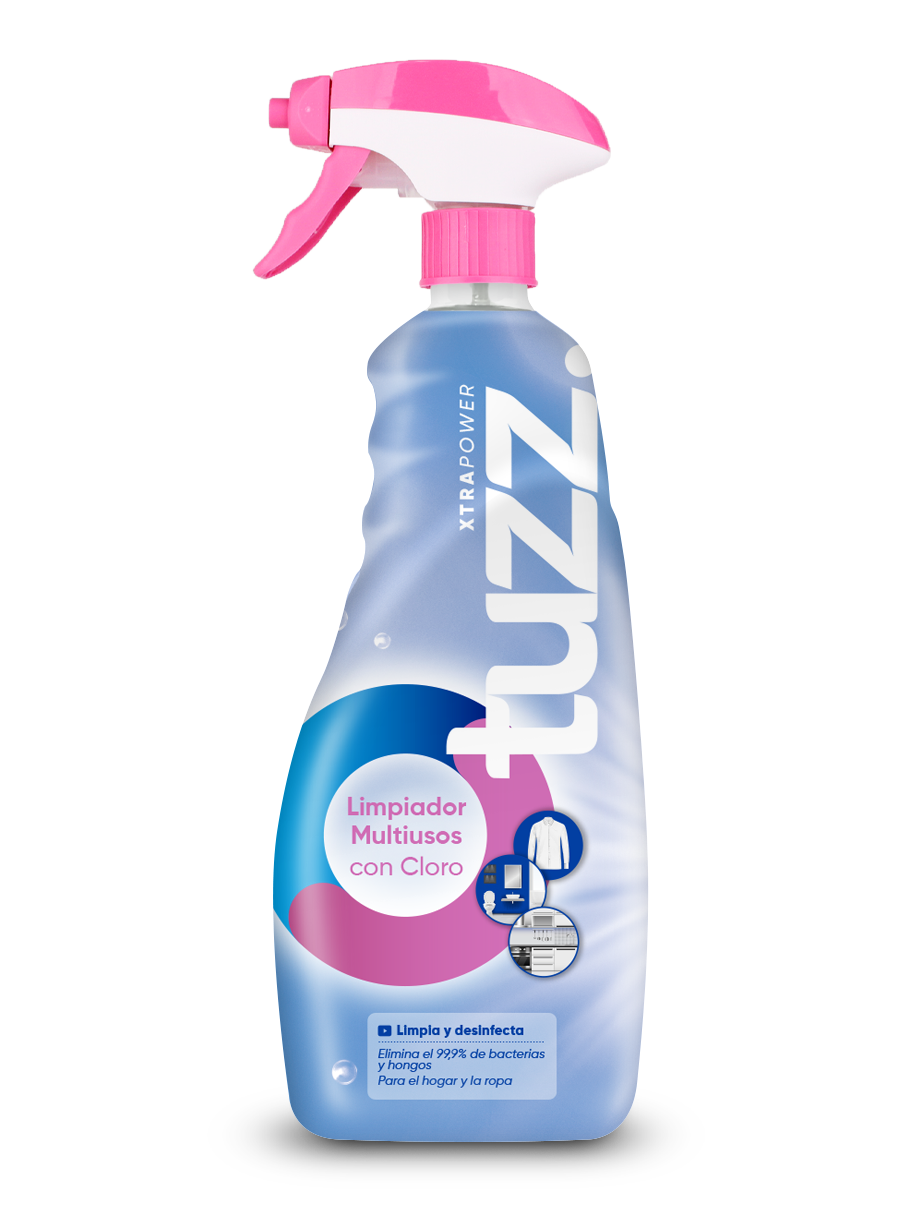 XTRAPOWER
tuzz.
Limpiador
Multiusos
con Cloro
Limpia y desinfecta
Elimina el 99,9% de bacterias
y hongos
Para el hogar y la ropa